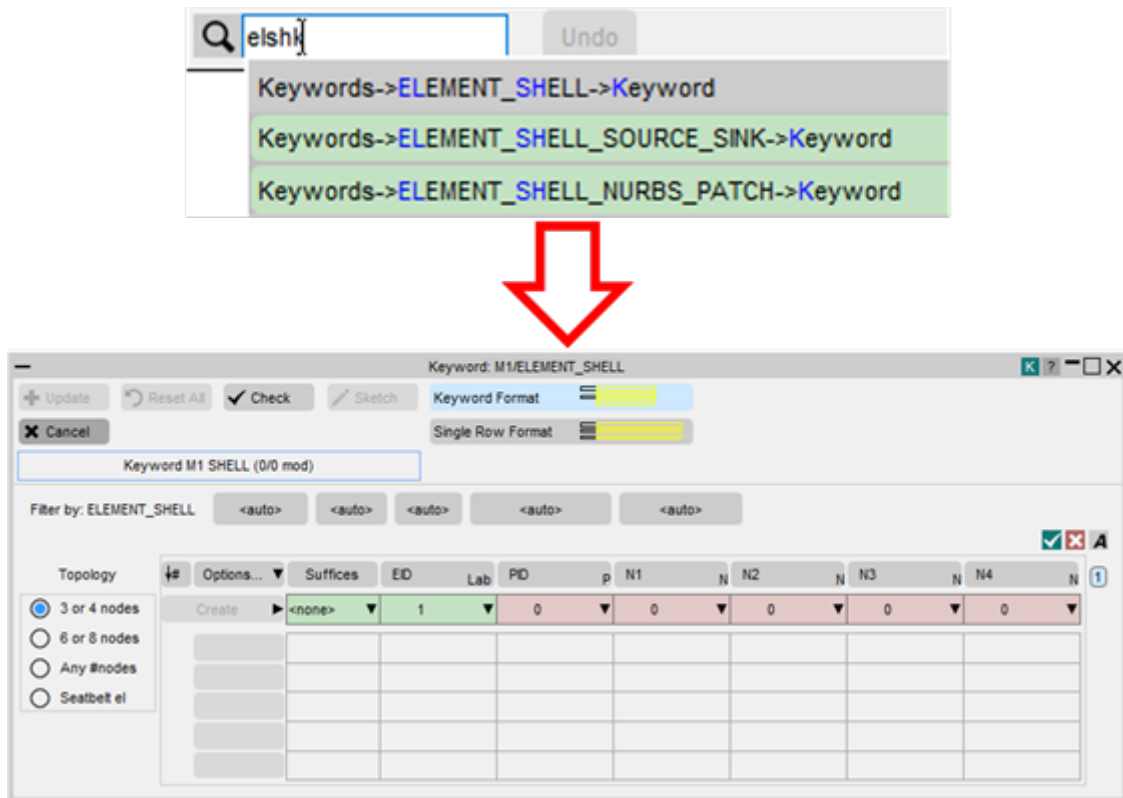 elshk Undo
Keywords->ELEMENT_SHELL->Keyword
Keywords->ELEMENT_SHELL_SOURCE_SINK->Keyword
Keywords->ELEMENT_SHELL_NURBS_PATCH->Keyword
Keyword: M1/ELEMENT_SHELL K ?
Update Reset All Check Sketch Keyword Format
Cancel Single Row Format
Keyword M1 SHELL (0/0 mod)
Filter by: ELEMENT_SHELL <auto> <auto> <auto> <auto> <auto>
A
Topology # Options... Suffices EID Lab PID P N1 N N2 N N3 N N4 N 1
3 or 4 nodes Create <none> 1 0 0 0 0 0
6 or 8 nodes
Any #nodes
Seatbelt el